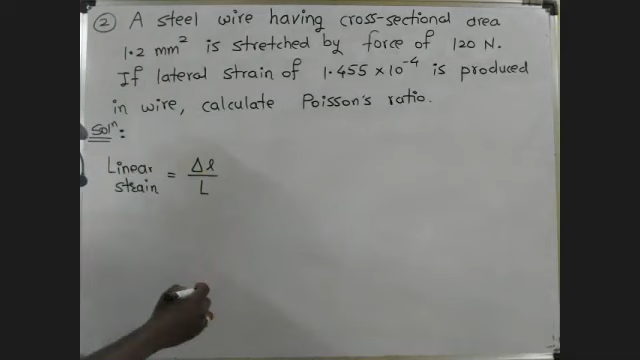 ② A steel wire having cross-sectional area
1.2 mm² is stretched by force of 120 N.
If lateral strain of 1.455 × 10⁻⁴ is produced
in wire, calculate Poisson's ratio.
Solⁿ:
Linear strain = Δl / L